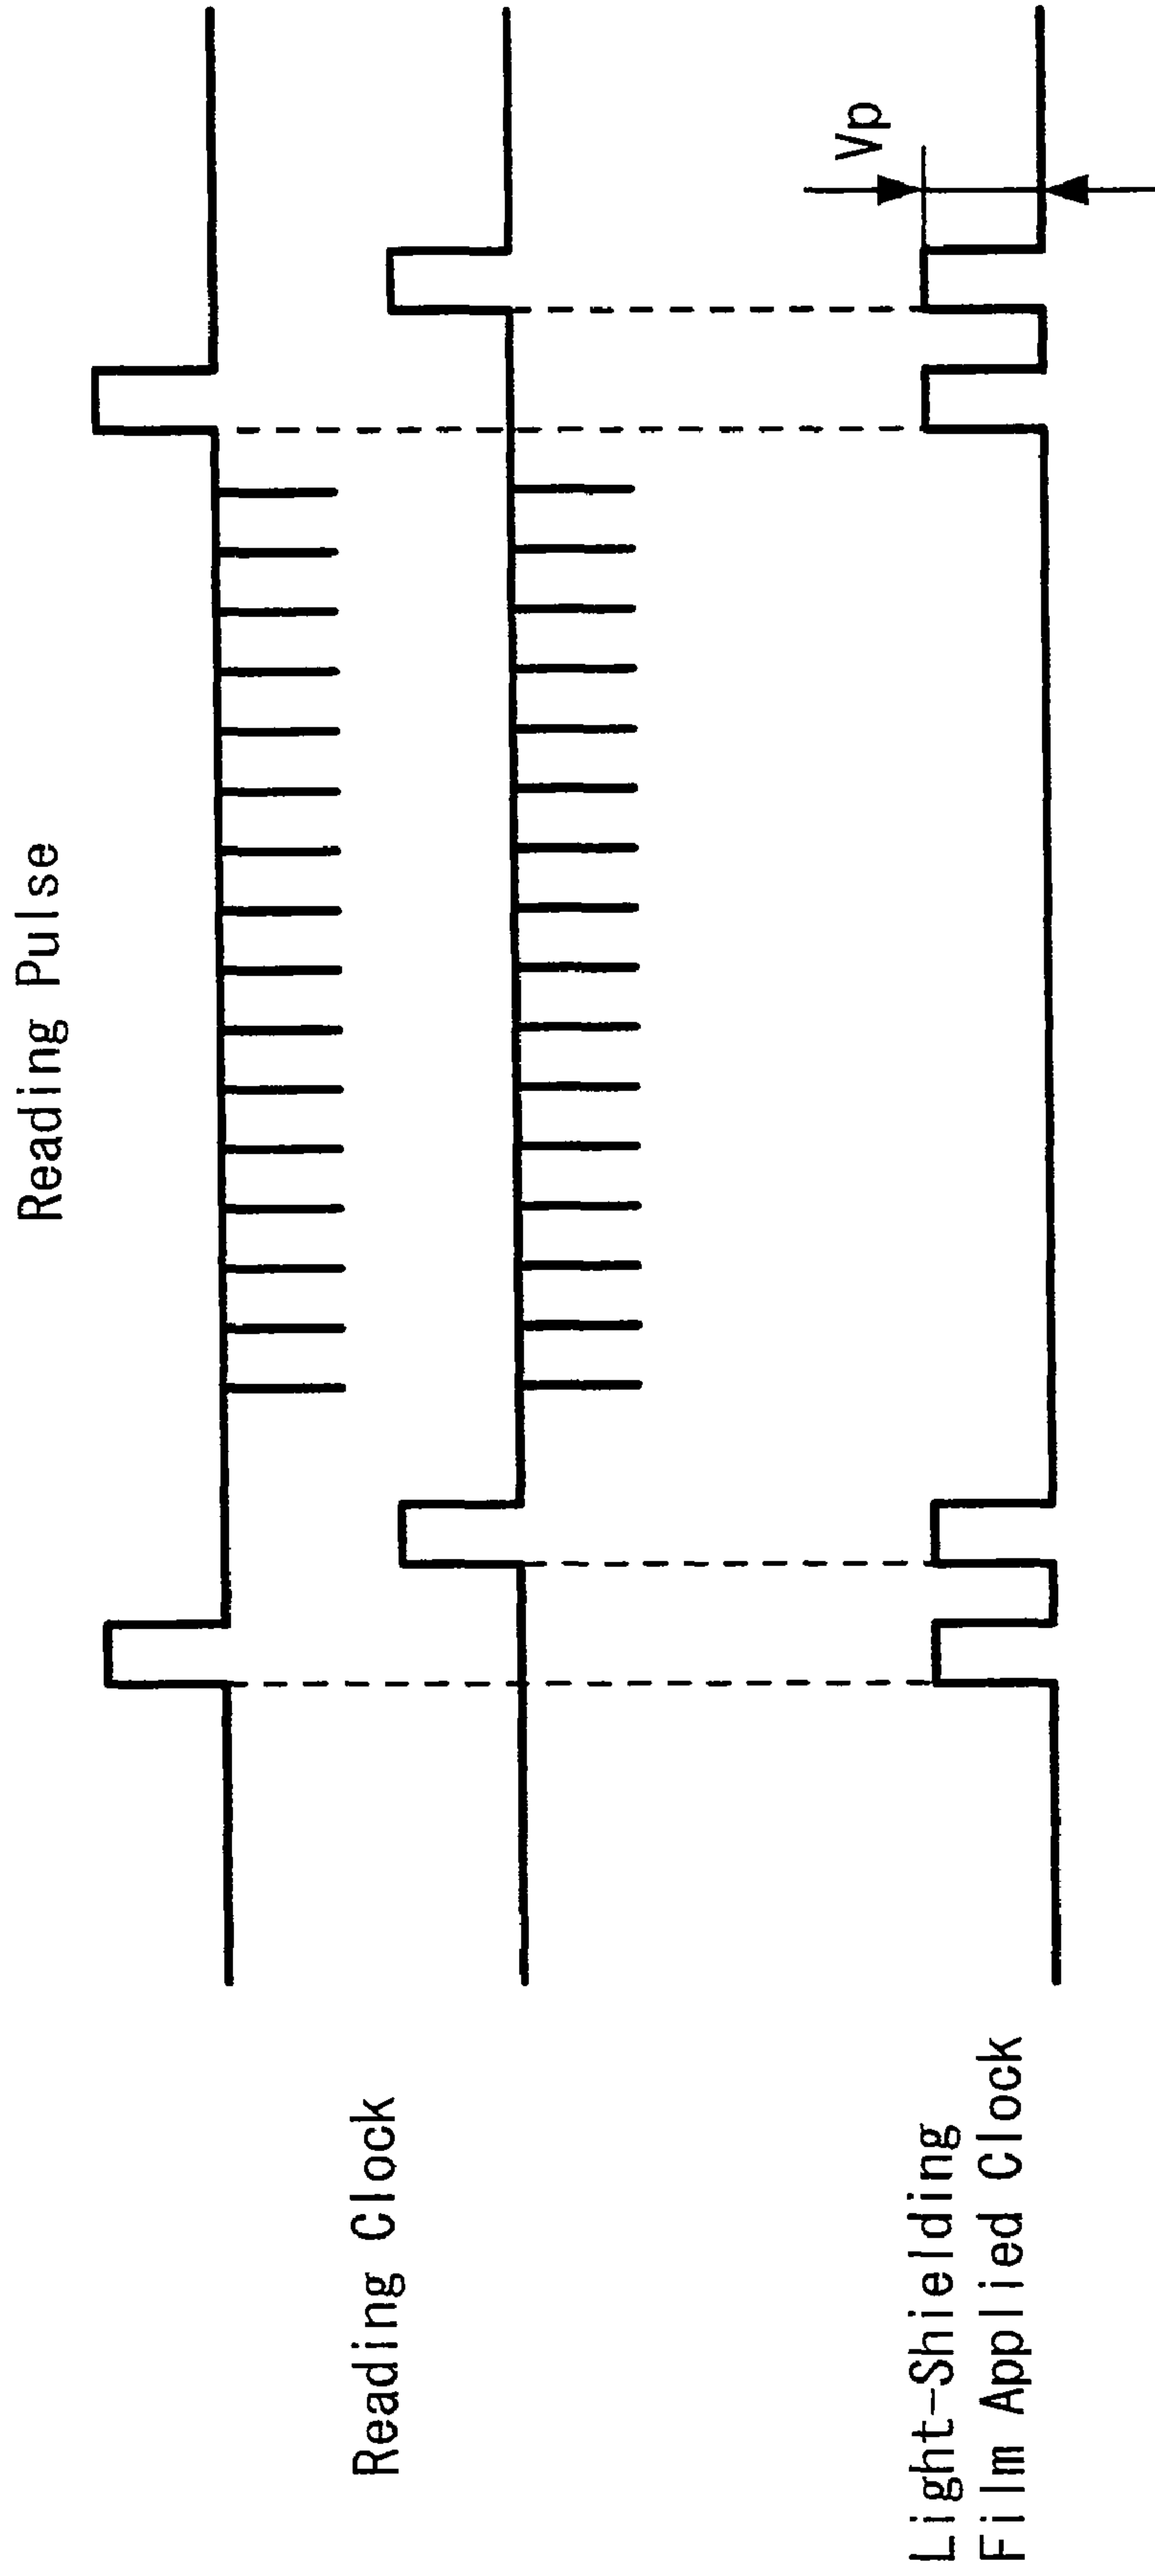 Reading Pulse
Reading Clock
Vp
Light-Shielding
Film Applied Clock